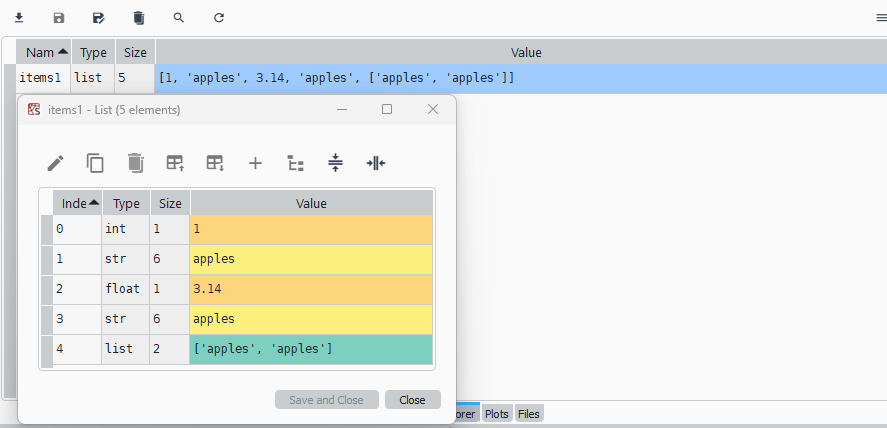 Nam Type Size Value
items1 list 5 [1, 'apples', 3.14, 'apples', ['apples', 'apples']]
items1 - List (5 elements)
Inde Type Size Value
0 int 1 1
1 str 6 apples
2 float 1 3.14
3 str 6 apples
4 list 2 ['apples', 'apples']
Save and Close Close
orer Plots Files